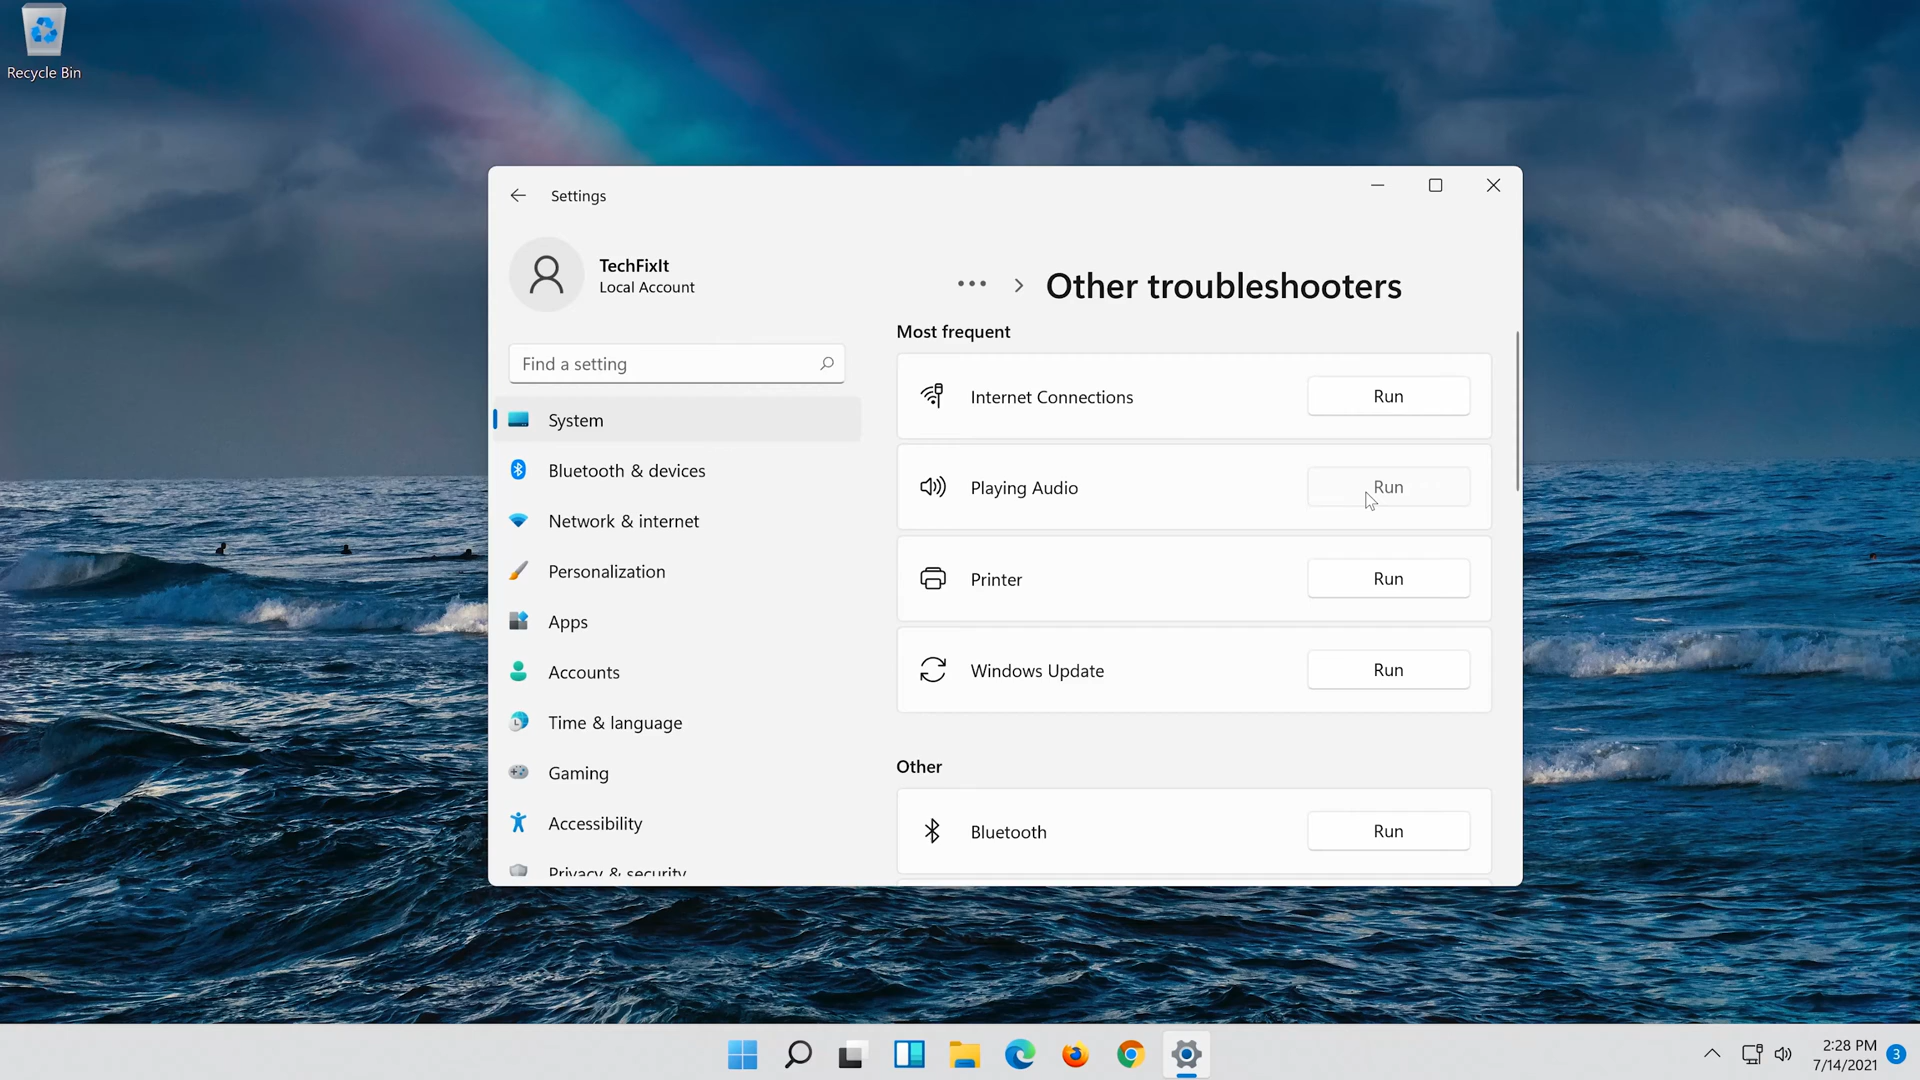 Recycle Bin
Settings
TechFixIt
Local Account
Find a setting
System
Bluetooth & devices
Network & internet
Personalization
Apps
Accounts
Time & language
Gaming
Accessibility
Privacy & security
Other troubleshooters
Most frequent
Internet Connections
Run
Playing Audio
Run
Printer
Run
Windows Update
Run
Other
Bluetooth
Run
2:28 PM
7/14/2021
3